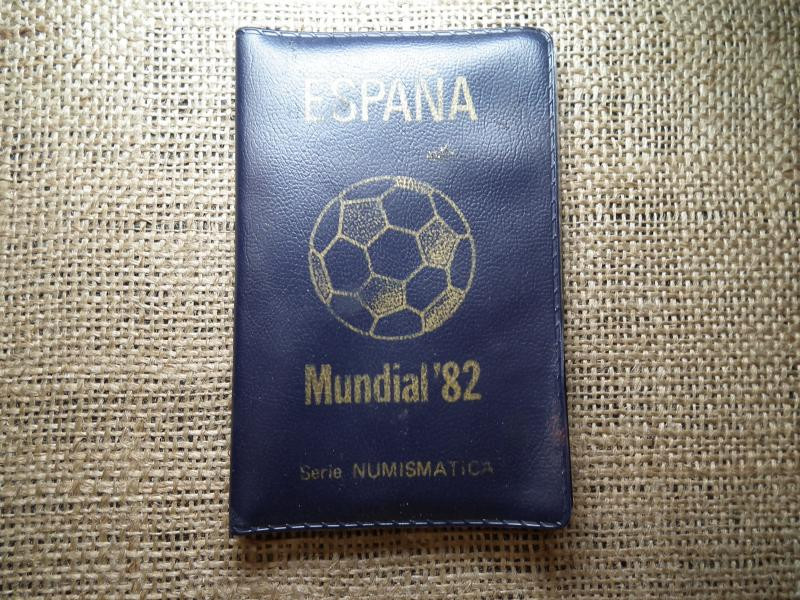 ESPAÑA
Mundial '82
Serie NUMISMATICA